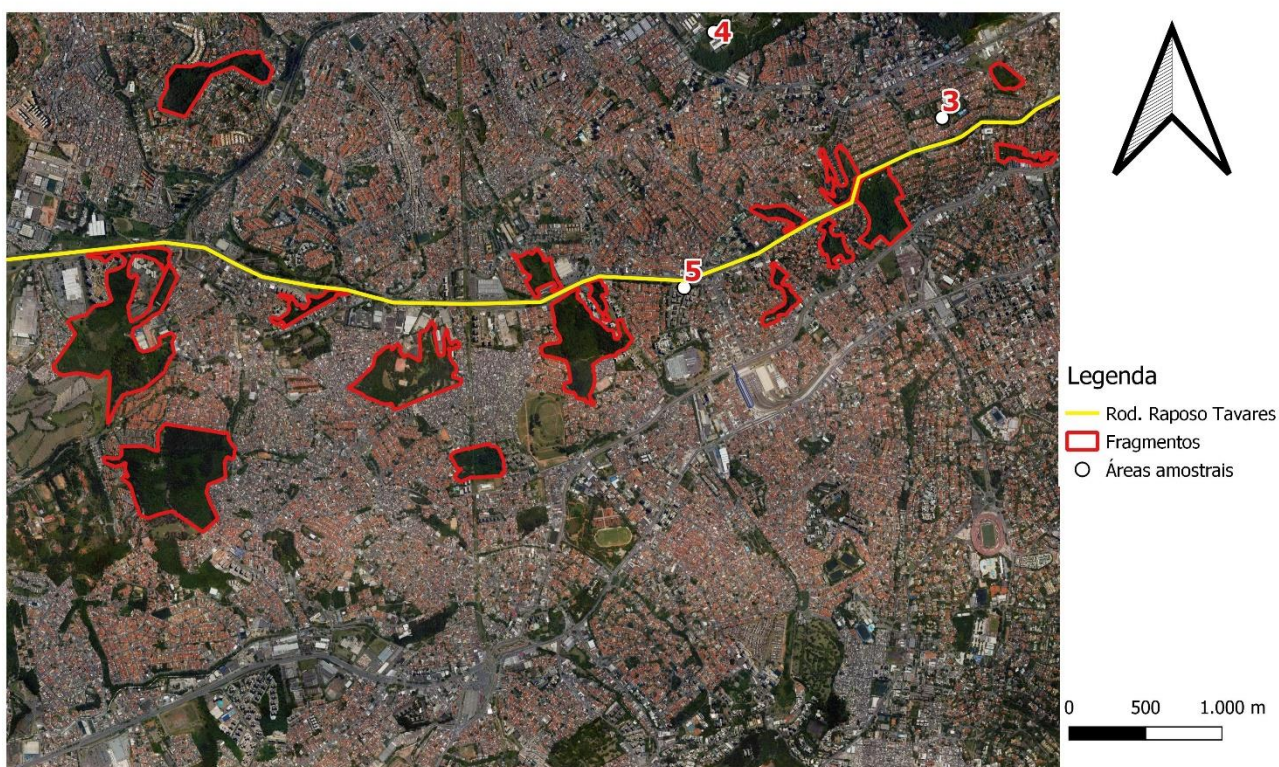 4
3
5
Legenda
Rod. Raposo Tavares
Fragmentos
Áreas amostrais
0 500 1.000 m